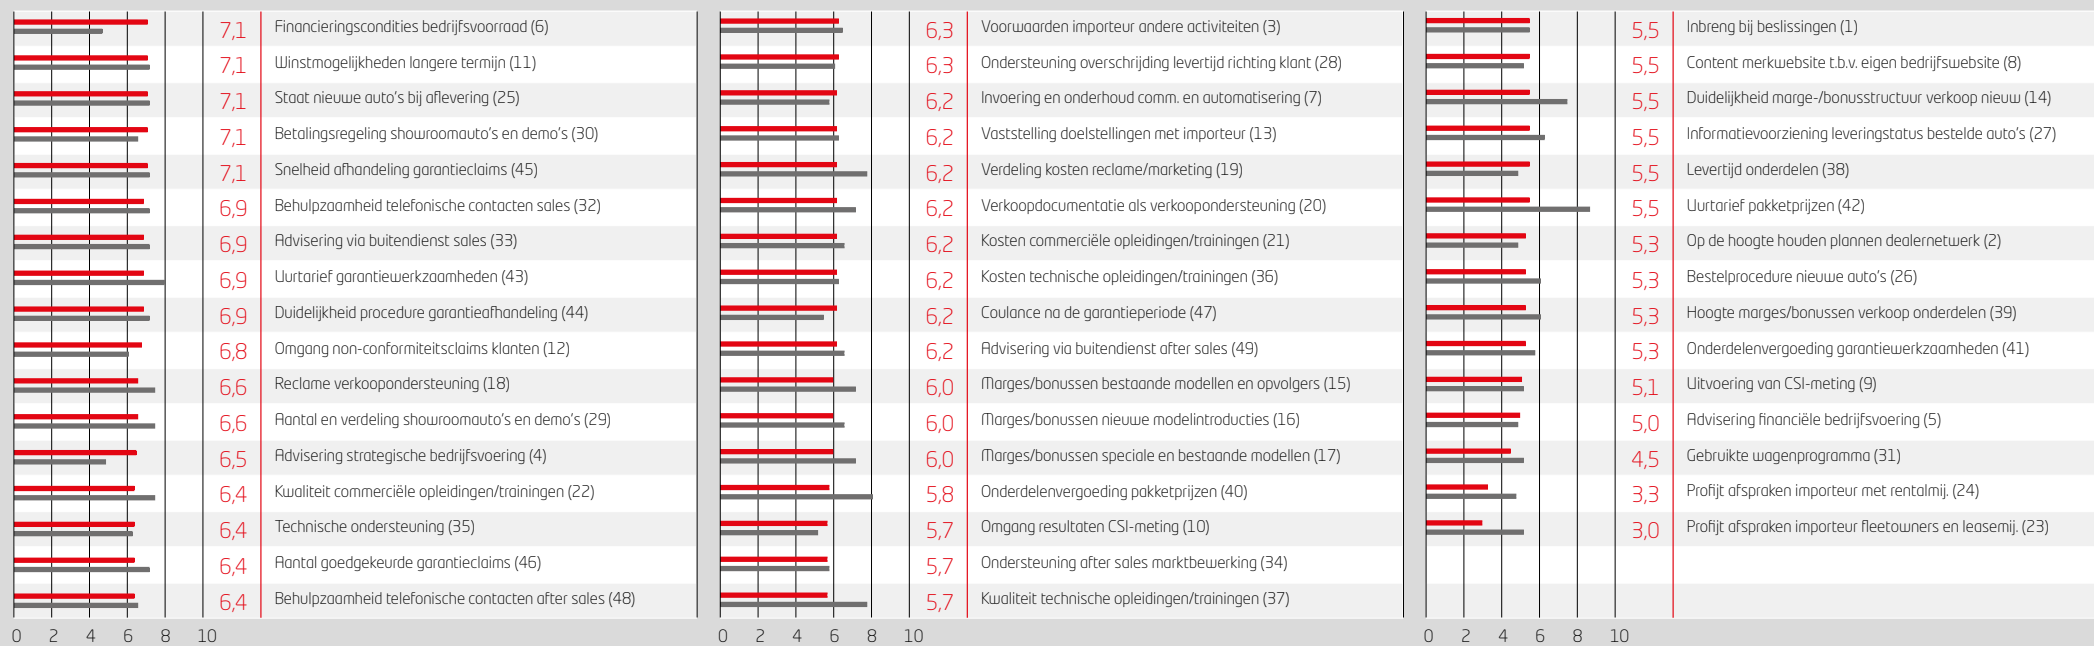 7,1 Financieringscondities bedrijfsvoorraad (6)
7,1 Winstmogelijkheden langere termijn (11)
7,1 Staat nieuwe auto's bij aflevering (25)
7,1 Betalingsregeling showroomauto's en demo's (30)
7,1 Snelheid afhandeling garantieclaims (45)
6,9 Behulpzaamheid telefonische contacten sales (32)
6,9 Advisering via buitendienst sales (33)
6,9 Uurtarief garantiewerkzaamheden (43)
6,9 Duidelijkheid procedure garantieafhandeling (44)
6,8 Omgang non-conformiteitsclaims klanten (12)
6,6 Reclame verkoopondersteuning (18)
6,6 Aantal en verdeling showroomauto's en demo's (29)
6,5 Advisering strategische bedrijfsvoering (4)
6,4 Kwaliteit commerciële opleidingen/trainingen (22)
6,4 Technische ondersteuning (35)
6,4 Aantal goedgekeurde garantieclaims (46)
6,4 Behulpzaamheid telefonische contacten after sales (48)
0 2 4 6 8 10
6,3 Voorwaarden importeur andere activiteiten (3)
6,3 Ondersteuning overschrijding levertijd richting klant (28)
6,2 Invoering en onderhoud comm. en automatisering (7)
6,2 Vaststelling doelstellingen met importeur (13)
6,2 Verdeling kosten reclame/marketing (19)
6,2 Verkoopdocumentatie als verkoopondersteuning (20)
6,2 Kosten commerciële opleidingen/trainingen (21)
6,2 Kosten technische opleidingen/trainingen (36)
6,2 Coulance na de garantieperiode (47)
6,2 Advisering via buitendienst after sales (49)
6,0 Marges/bonussen bestaande modellen en opvolgers (15)
6,0 Marges/bonussen nieuwe modelintroducties (16)
6,0 Marges/bonussen speciale en bestaande modellen (17)
5,8 Onderdelenvergoeding pakketprijzen (40)
5,7 Omgang resultaten CSI-meting (10)
5,7 Ondersteuning after sales marktbewerking (34)
5,7 Kwaliteit technische opleidingen/trainingen (37)
0 2 4 6 8 10
5,5 Inbreng bij beslissingen (1)
5,5 Content merkwebsite t.b.v. eigen bedrijfswebsite (8)
5,5 Duidelijkheid marge-/bonusstructuur verkoop nieuw (14)
5,5 Informatievoorziening leveringstatus bestelde auto's (27)
5,5 Levertijd onderdelen (38)
5,5 Uurtarief pakketprijzen (42)
5,3 Op de hoogte houden plannen dealernetwerk (2)
5,3 Bestelprocedure nieuwe auto's (26)
5,3 Hoogte marges/bonussen verkoop onderdelen (39)
5,3 Onderdelenvergoeding garantiewerkzaamheden (41)
5,1 Uitvoering van CSI-meting (9)
5,0 Advisering financiële bedrijfsvoering (5)
4,5 Gebruikte wagenprogramma (31)
3,3 Profijt afspraken importeur met rentalmij. (24)
3,0 Profijt afspraken importeur fleetowners en leasemij. (23)
0 2 4 6 8 10